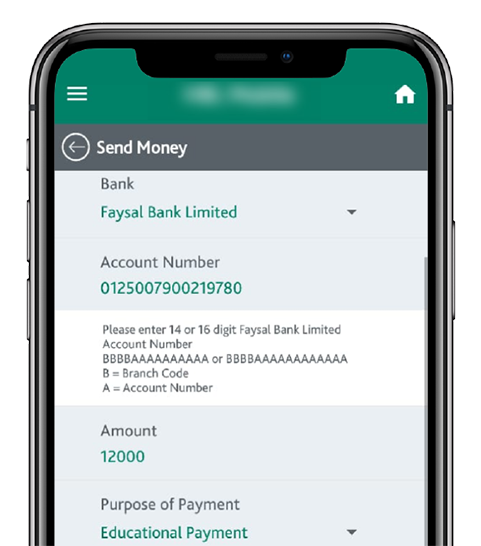 Send Money
Bank
Faysal Bank Limited
Account Number
0125007900219780
Please enter 14 or 16 digit Faysal Bank Limited
Account Number
BBBBAAAAAAAAAA or BBBBAAAAAAAAAAAA
B = Branch Code
A = Account Number
Amount
12000
Purpose of Payment
Educational Payment